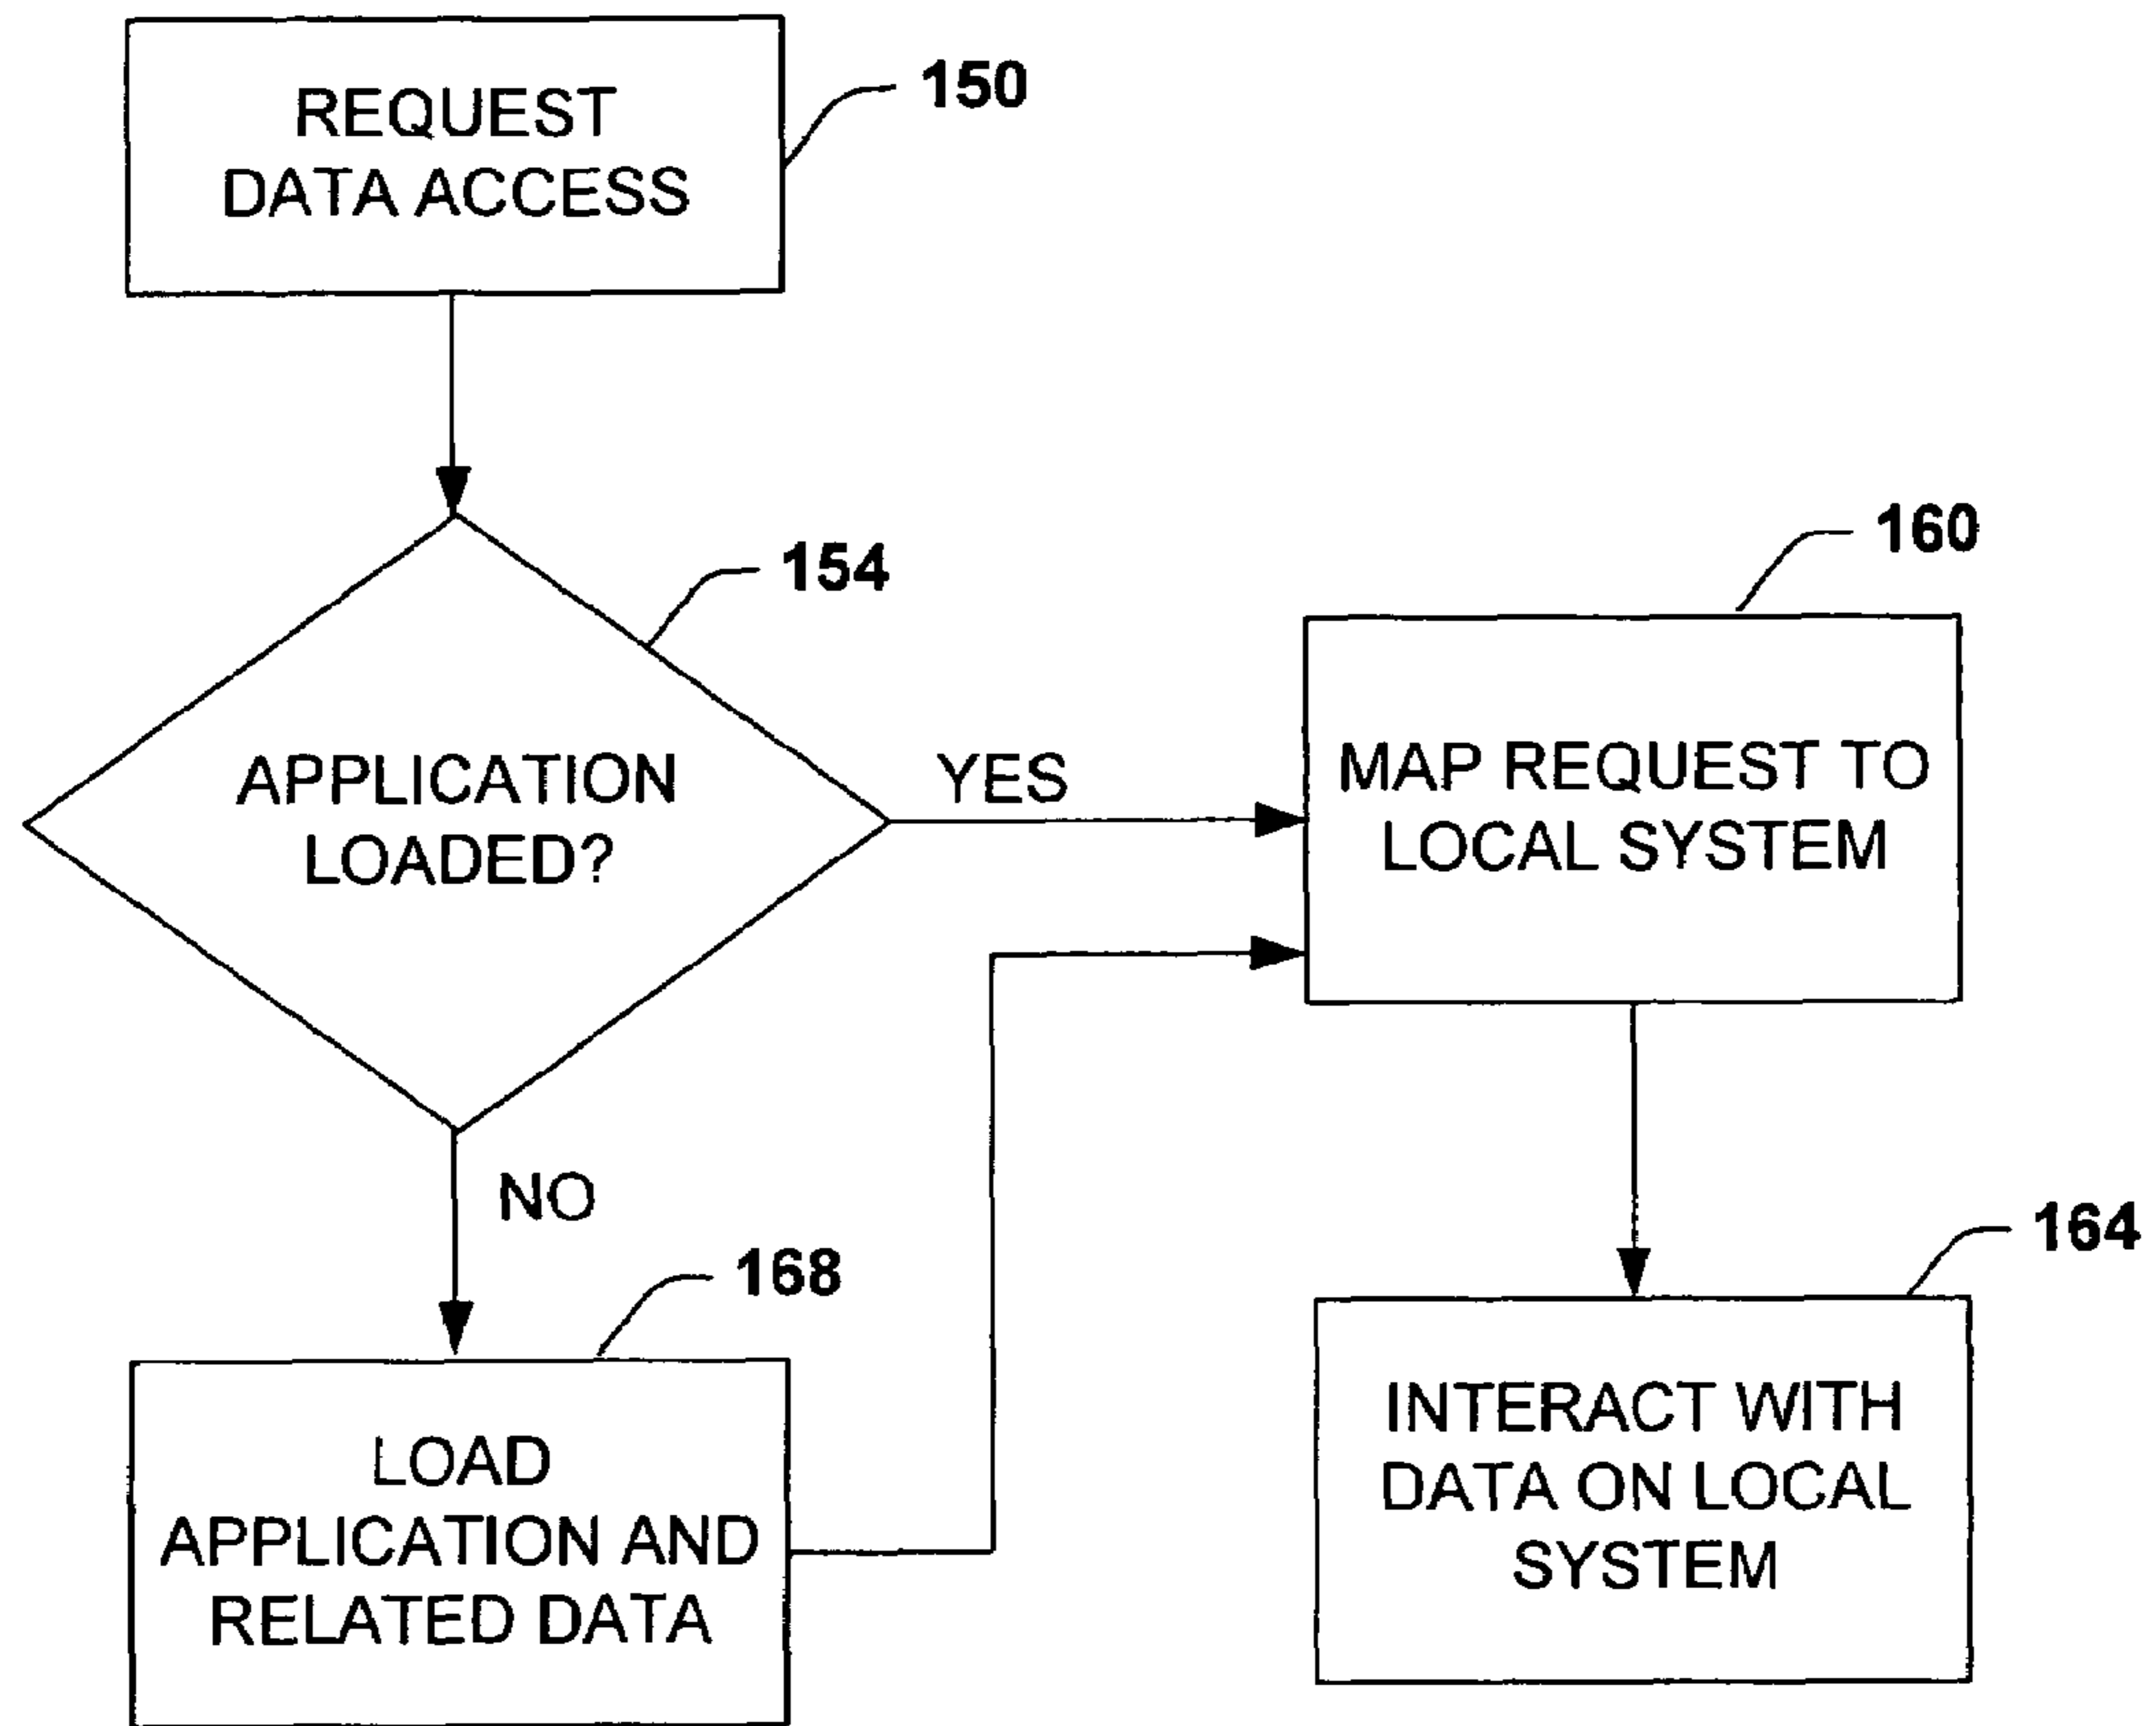 REQUEST
DATA ACCESS
150
APPLICATION
LOADED?
154
YES
MAP REQUEST TO
LOCAL SYSTEM
160
NO
LOAD
APPLICATION AND
RELATED DATA
168
INTERACT WITH
DATA ON LOCAL
SYSTEM
164